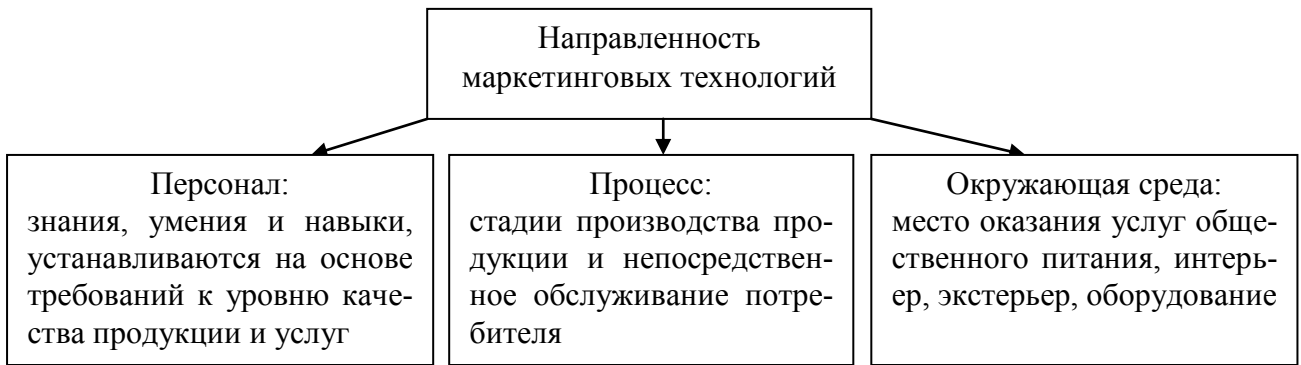 Направленность
маркетинговых технологий
Персонал:
знания, умения и навыки,
устанавливаются на основе
требований к уровню каче-
ства продукции и услуг
Процесс:
стадии производства про-
дукции и непосредствен-
ное обслуживание потре-
бителя
Окружающая среда:
место оказания услуг обще-
ственного питания, интерь-
ер, экстерьер, оборудование